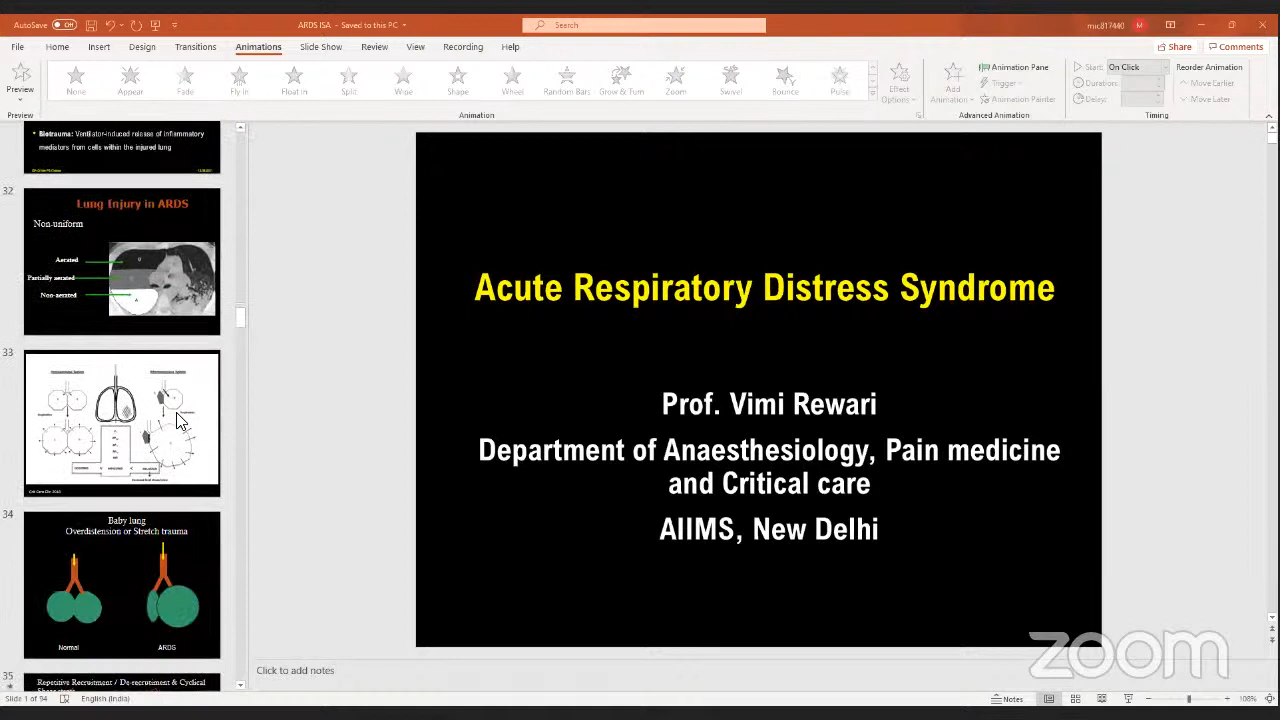 AutoSave Off
ARDS ISA - Saved to this PC
Search
mic817440 M
File Home Insert Design Transitions Animations Slide Show Review View Recording Help
Share Comments
Preview
None Appear Fade Fly In Float In Split Wipe Shape Wheel Random Bars Grow & Turn Zoom Swivel Bounce Pulse
Effect Options
Add Animation
Animation Pane
Trigger
Animation Painter
Start: On Click
Duration:
Delay:
Reorder Animation
Move Earlier
Move Later
Preview Animation Advanced Animation Timing
Biotrauma: Ventilator-induced release of inflammatory
mediators from cells within the injured lung
32
Lung Injury in ARDS
Non-uniform
Aerated
Partially aerated
Non-aerated
33
34
Baby lung
Overdistension or Stretch trauma
Normal ARDS
35
Repetitive Recruitment / De-recruitment & Cyclical
Acute Respiratory Distress Syndrome
Prof. Vimi Rewari
Department of Anaesthesiology, Pain medicine
and Critical care
AIIMS, New Delhi
zoom
Click to add notes
Slide 1 of 94 English (India)
Notes 108%